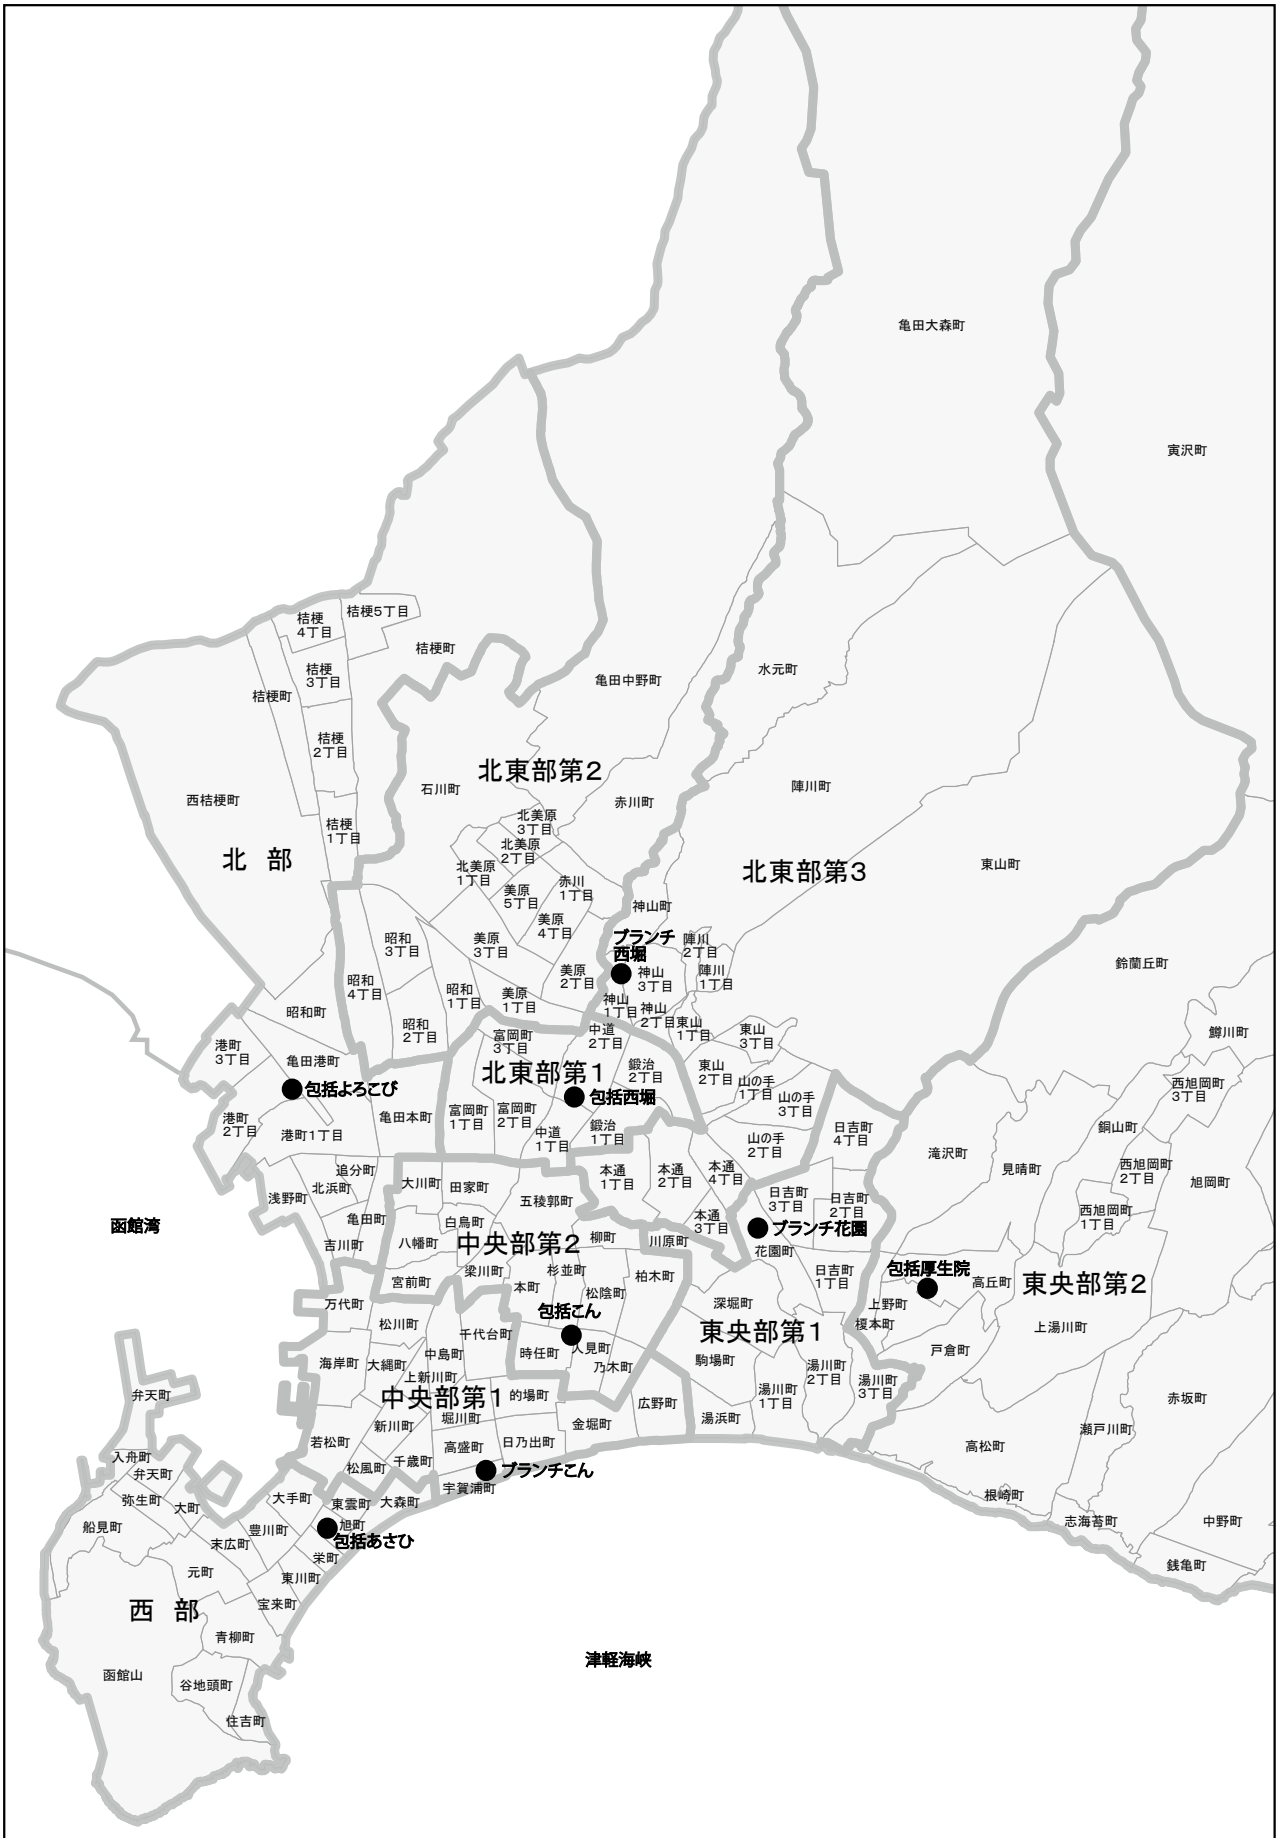 亀田大森町
寅沢町
桔梗
4丁目
桔梗5丁目
桔梗町
桔梗
3丁目
亀田中野町
水元町
桔梗町
桔梗
2丁目
北東部第2
石川町
陣川町
西桔梗町
赤川町
北美原
3丁目
桔梗
1丁目
北美原
2丁目
北　部
北東部第3
東山町
北美原
1丁目
赤川
1丁目
美原
5丁目
神山町
美原
4丁目
昭和
3丁目
美原
3丁目
ブランチ
西堀
陣川
2丁目
鈴蘭丘町
美原
2丁目
神山
3丁目
陣川
1丁目
昭和
4丁目
昭和
1丁目
美原
1丁目
神山
1丁目
神山
2丁目
昭和町
昭和
2丁目
東山
1丁目
東山
3丁目
鱒川町
富岡町
3丁目
中道
2丁目
港町
3丁目
亀田港町
北東部第1
鍛治
2丁目
東山
2丁目
山の手
1丁目
西旭岡町
3丁目
包括よろこび
包括西堀
山の手
3丁目
港町
2丁目
亀田本町
富岡町
1丁目
富岡町
2丁目
港町1丁目
中道
1丁目
鍛治
1丁目
日吉町
4丁目
銅山町
山の手
2丁目
滝沢町
見晴町
追分町
北浜町
浅野町
大川町
田家町
本通
1丁目
本通
2丁目
本通
4丁目
西旭岡町
2丁目
旭岡町
五稜郭町
日吉町
3丁目
日吉町
2丁目
西旭岡町
1丁目
亀田町
白鳥町
本通
3丁目
函館湾
ブランチ花園
吉川町
八幡町
中央部第2
柳町
川原町
花園町
宮前町
梁川町
本町
杉並町
柏木町
日吉町
1丁目
包括厚生院
高丘町
東央部第2
松陰町
万代町
深堀町
上野町
包括こん
松川町
東央部第1
榎本町
上湯川町
千代台町
時任町
人見町
戸倉町
海岸町
大縄町
中島町
乃木町
駒場町
湯川町
2丁目
上新川町
湯川町
3丁目
弁天町
中央部第1
的場町
湯川町
1丁目
赤坂町
広野町
新川町
堀川町
金堀町
湯浜町
瀬戸川町
若松町
高盛町
日乃出町
高松町
入舟町
松風町
千歳町
弁天町
ブランチこん
宇賀浦町
根崎町
弥生町
大町
大手町
東雲町
大森町
志海苔町
中野町
船見町
豊川町
旭町
末広町
包括あさひ
栄町
銭亀町
元町
東川町
西　部
宝来町
青柳町
津軽海峡
函館山
谷地頭町
住吉町